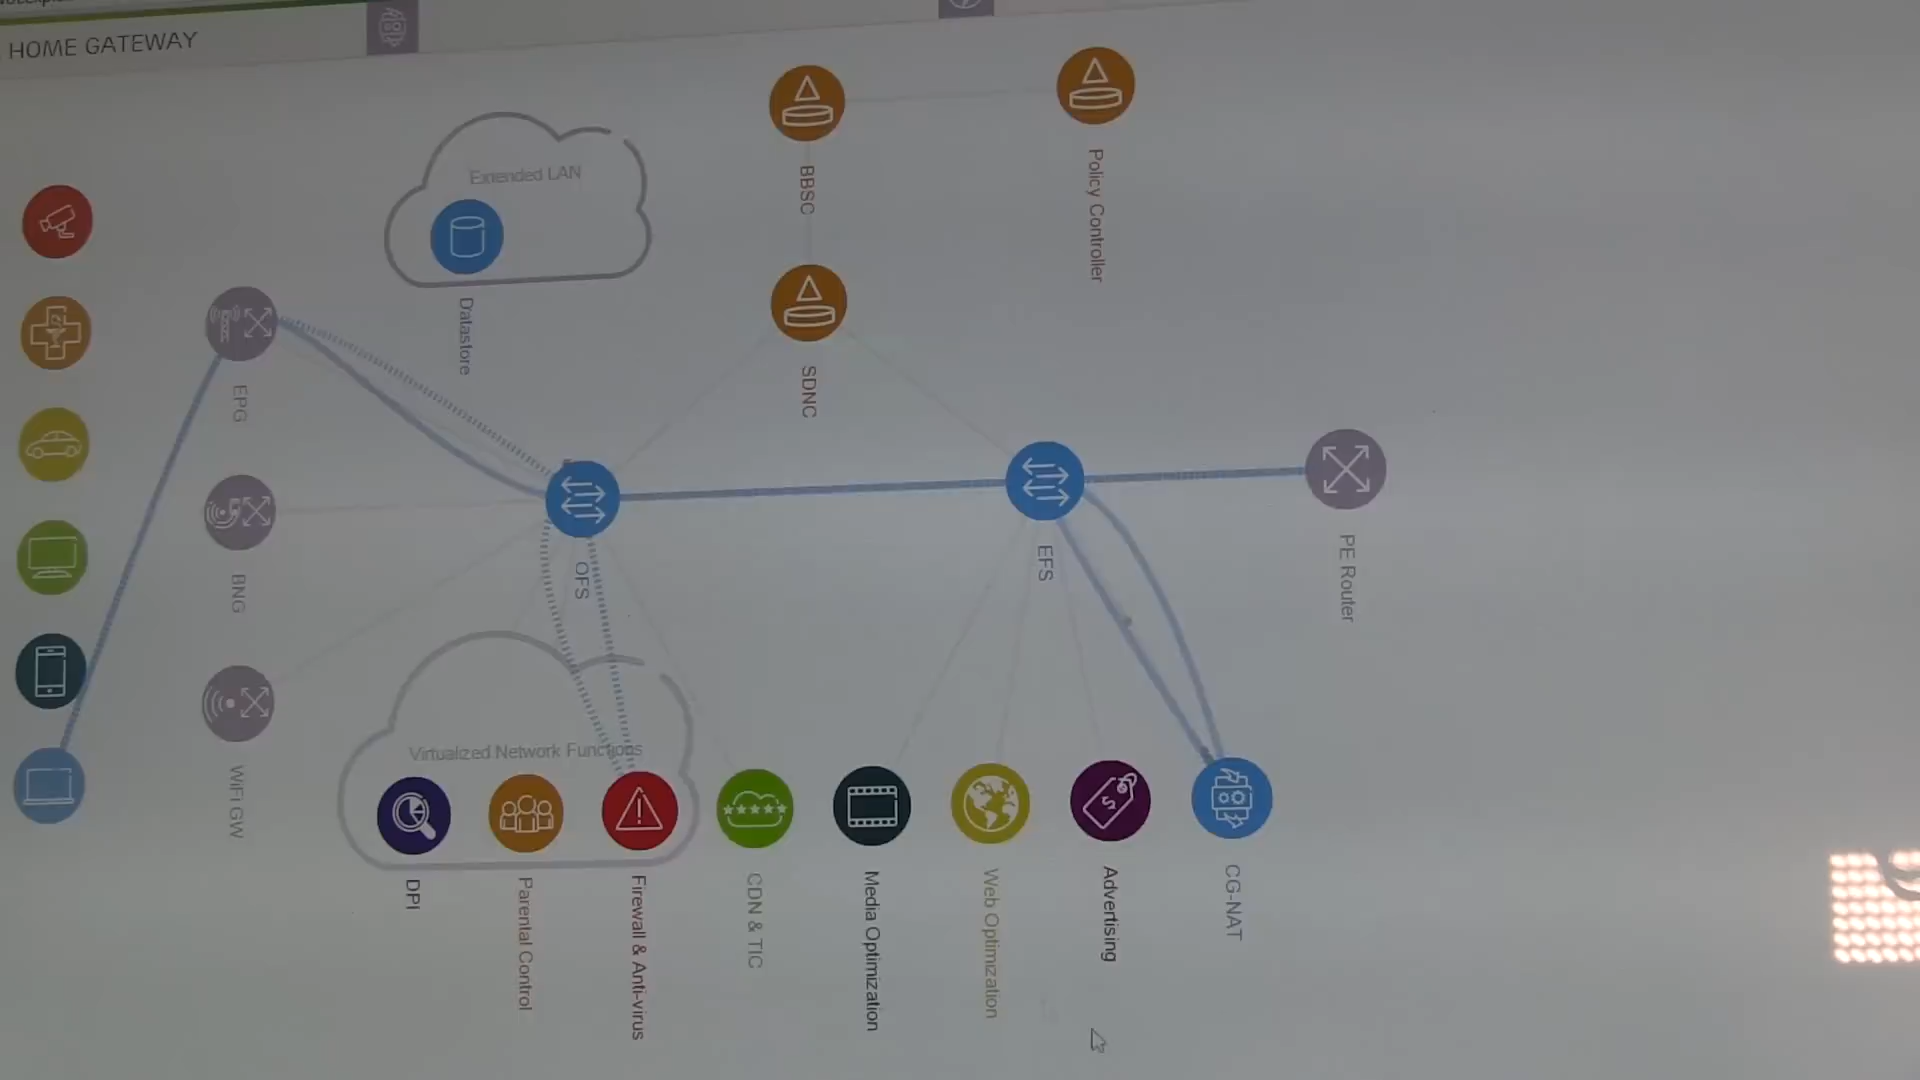 HOME GATEWAY
Extended LAN
Datastore
BBSC
Policy Controller
SDNC
EPG
BNG
WiFi GW
OFS
EFS
PE Router
Virtualized Network Functions
DPI
Parental Control
Firewall & Anti-virus
CDN & TIC
Media Optimization
Web Optimization
Advertising
CG-NAT